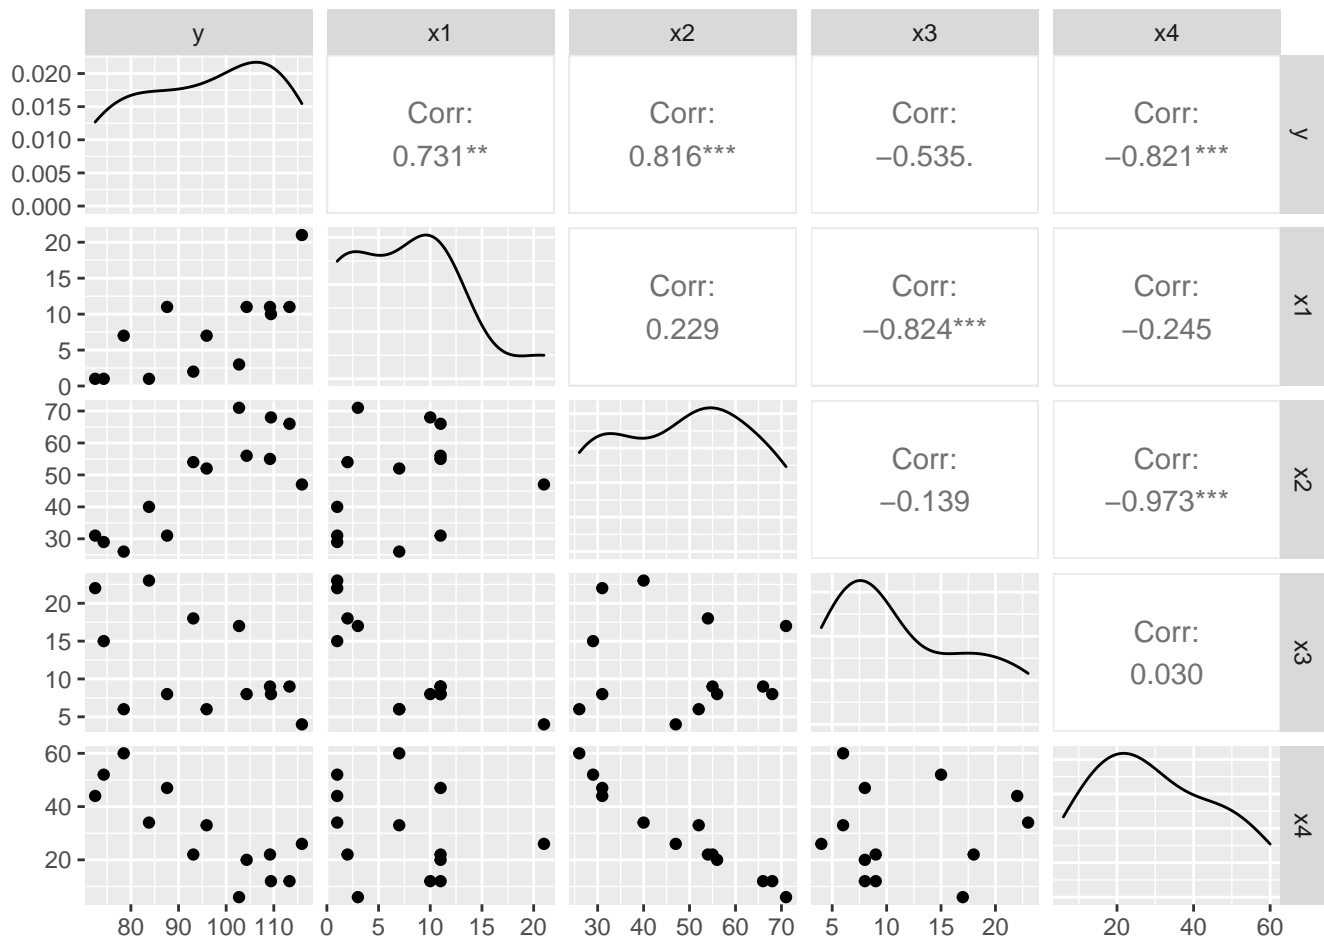 y x1 x2 x3 x4
0.020
0.015
0.010
0.005
0.000
Corr:
0.731**
Corr:
0.816***
Corr:
−0.535.
Corr:
−0.821***
y
20
15
10
5
0
Corr:
0.229
Corr:
−0.824***
Corr:
−0.245
x1
70
60
50
40
30
Corr:
−0.139
Corr:
−0.973***
x2
20
15
10
5
Corr:
0.030
x3
60
40
20
x4
80 90 100 110 0 5 10 15 20 30 40 50 60 70 5 10 15 20 20 40 60